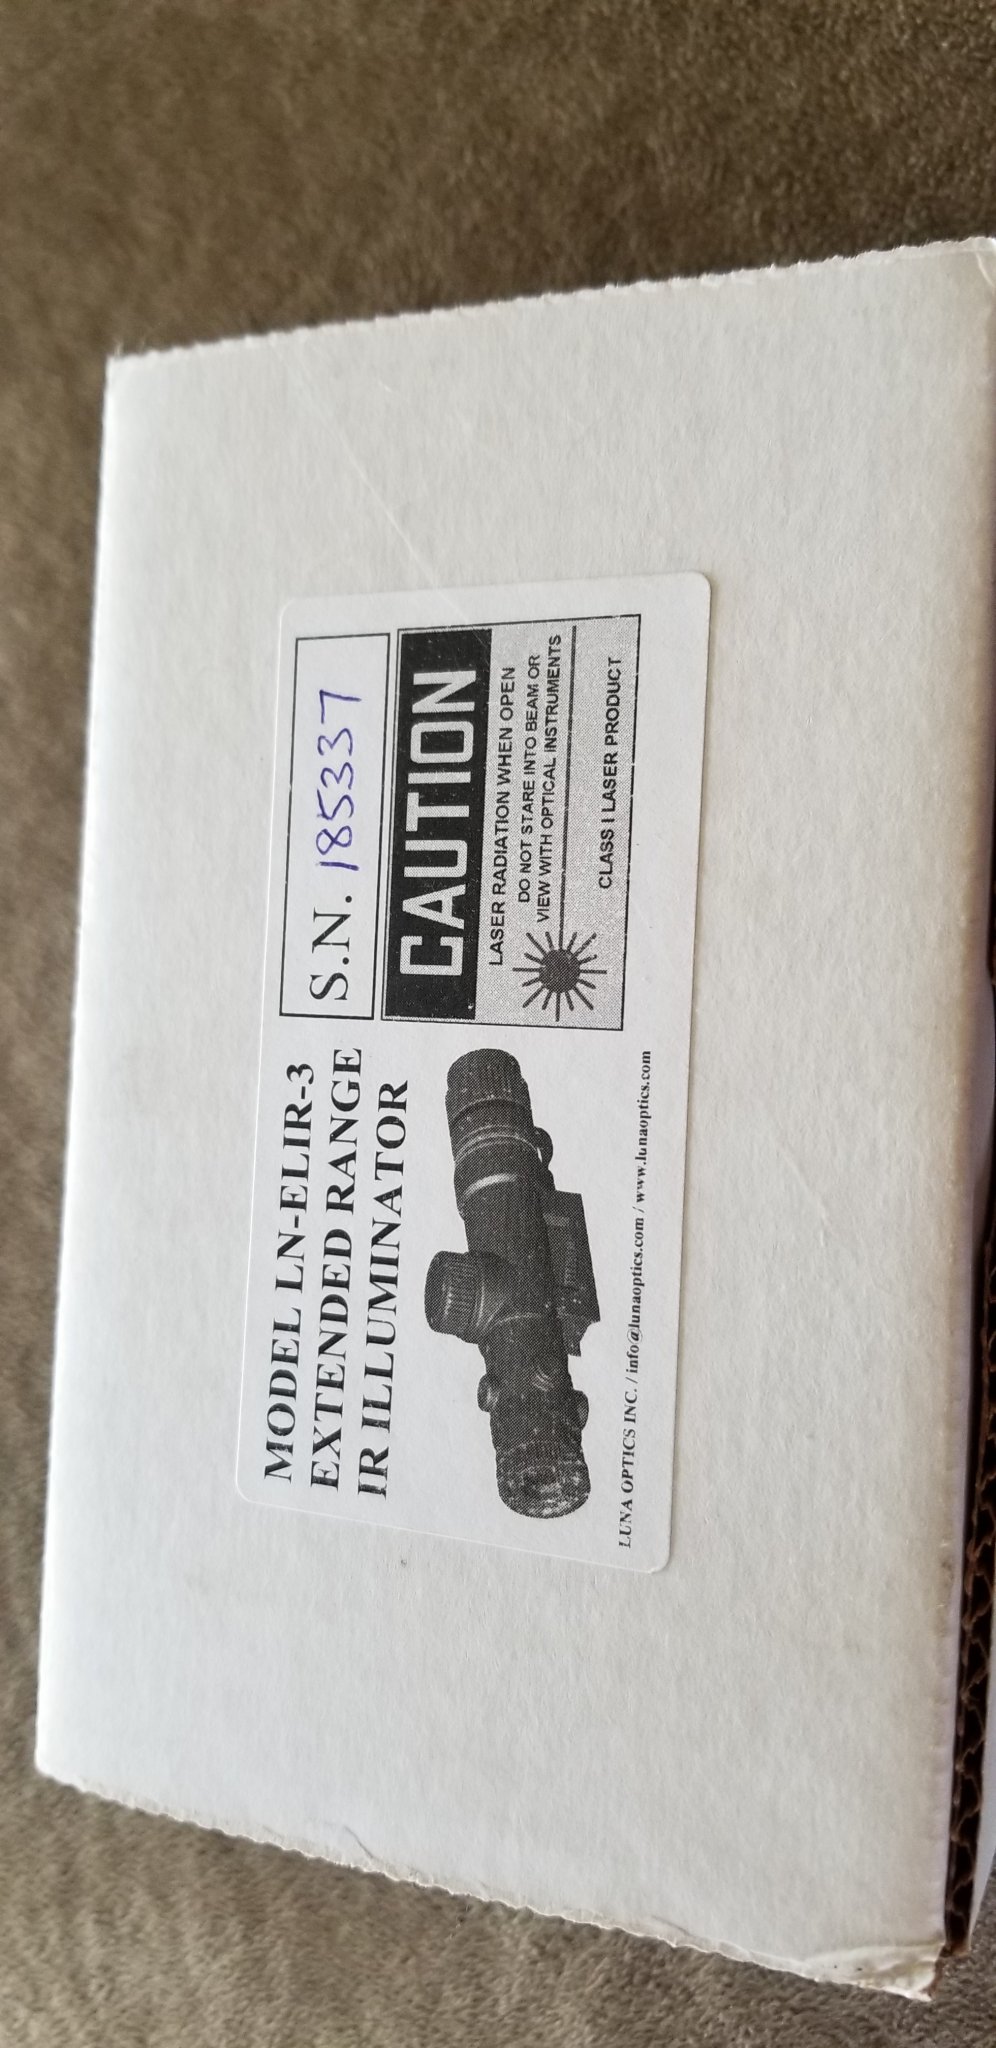 MODEL LN-ELIR-3
EXTENDED RANGE
IR ILLUMINATOR
LUNA OPTICS INC. / info@lunaoptics.com / www.lunaoptics.com
S.N. 185337
CAUTION
LASER RADIATION WHEN OPEN
DO NOT STARE INTO BEAM OR
VIEW WITH OPTICAL INSTRUMENTS
CLASS I LASER PRODUCT